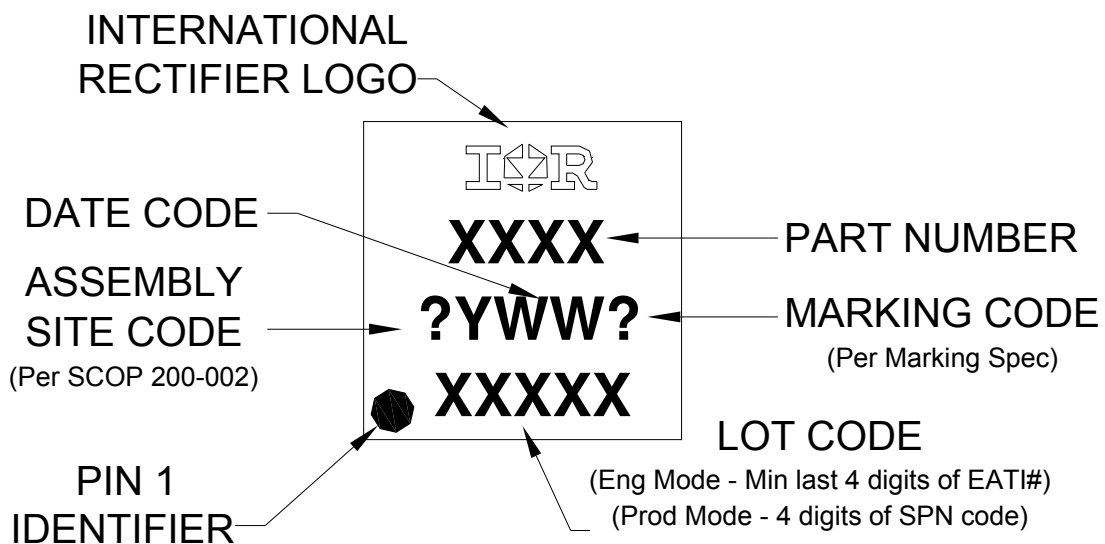 INTERNATIONAL
RECTIFIER LOGO
IOR
DATE CODE
XXXX
PART NUMBER
ASSEMBLY
SITE CODE
(Per SCOP 200-002)
?YWW?
MARKING CODE
(Per Marking Spec)
XXXXX
LOT CODE
(Eng Mode - Min last 4 digits of EATI#)
(Prod Mode - 4 digits of SPN code)
PIN 1
IDENTIFIER